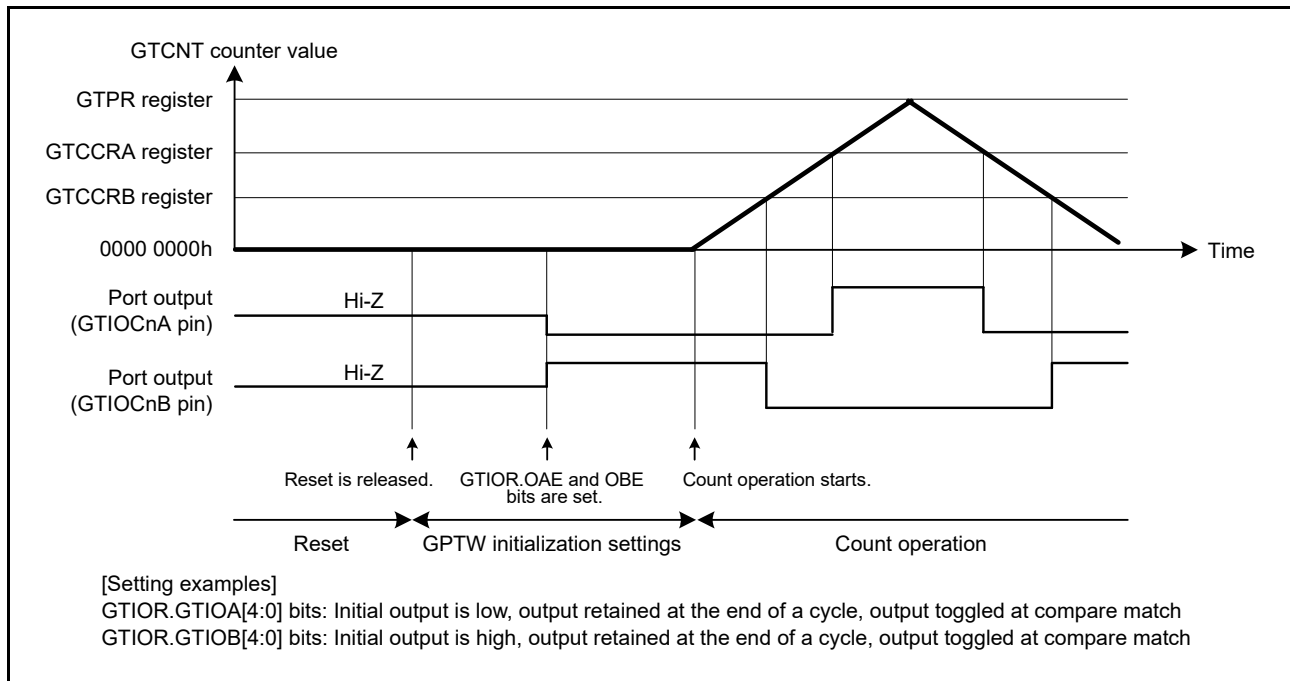 GTCNT counter value
GTPR register
GTCCRA register
GTCCRB register
0000 0000h
Time
Port output
(GTIOCnA pin)
Hi-Z
Port output
(GTIOCnB pin)
Hi-Z
Reset is released.
GTIOR.OAE and OBE
bits are set.
Count operation starts.
Reset
GPTW initialization settings
Count operation
[Setting examples]
GTIOR.GTIOA[4:0] bits: Initial output is low, output retained at the end of a cycle, output toggled at compare match
GTIOR.GTIOB[4:0] bits: Initial output is high, output retained at the end of a cycle, output toggled at compare match